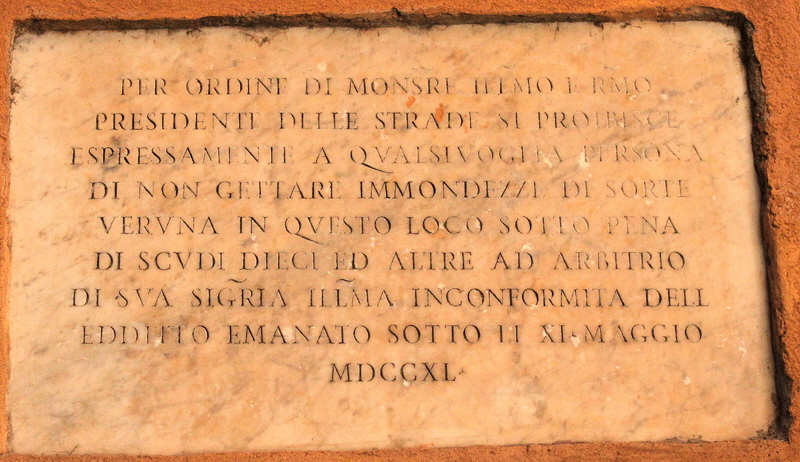 PER ORDINE DI MONSRE ILLMO E RMO
PRESIDENTE DELLE STRADE SI PROIBISCE
ESPRESSAMENTE A QVALSIVOGLIA PERSONA
DI NON GETTARE IMMONDEZZE DI SORTE
VERVNA IN QVESTO LOCO SOTTO PENA
DI SCVDI DIECI ED ALTRE AD ARBITRIO
DI SVA SIGRIA ILLMA INCONFORMITA DELL
EDDITTO EMANATO SOTTO LI XI MAGGIO
MDCCXL